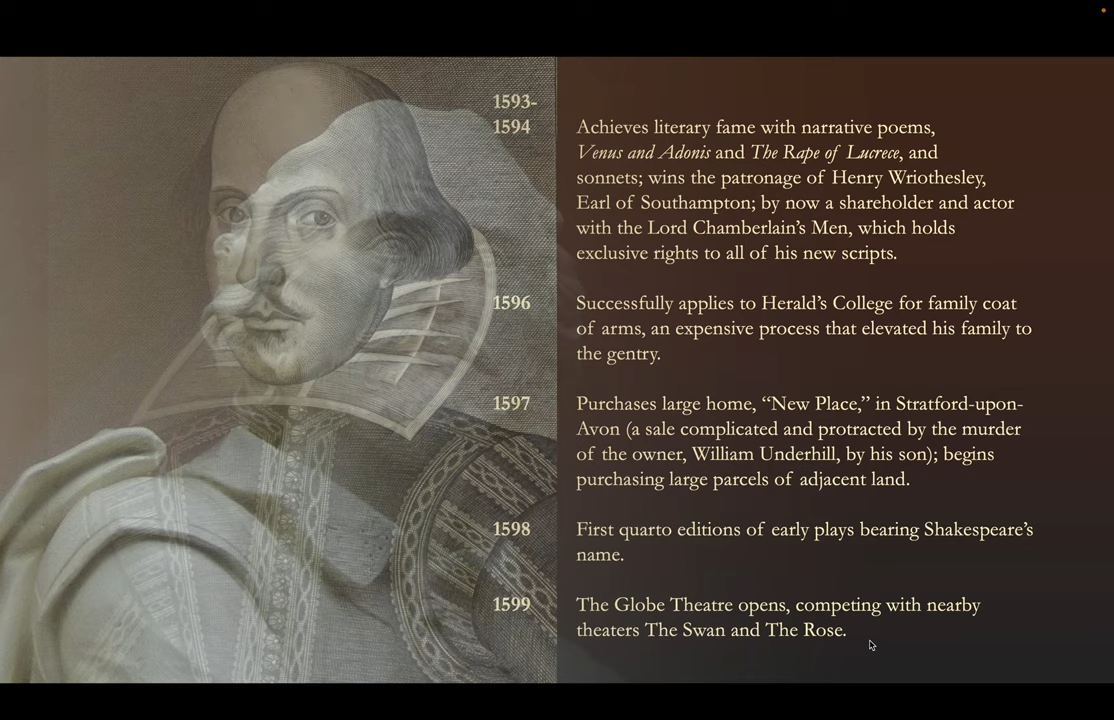 1593-
1594 Achieves literary fame with narrative poems,
Venus and Adonis and The Rape of Lucrece, and
sonnets; wins the patronage of Henry Wriothesley,
Earl of Southampton; by now a shareholder and actor
with the Lord Chamberlain’s Men, which holds
exclusive rights to all of his new scripts.
1596 Successfully applies to Herald’s College for family coat
of arms, an expensive process that elevated his family to
the gentry.
1597 Purchases large home, “New Place,” in Stratford-upon-
Avon (a sale complicated and protracted by the murder
of the owner, William Underhill, by his son); begins
purchasing large parcels of adjacent land.
1598 First quarto editions of early plays bearing Shakespeare’s
name.
1599 The Globe Theatre opens, competing with nearby
theaters The Swan and The Rose.